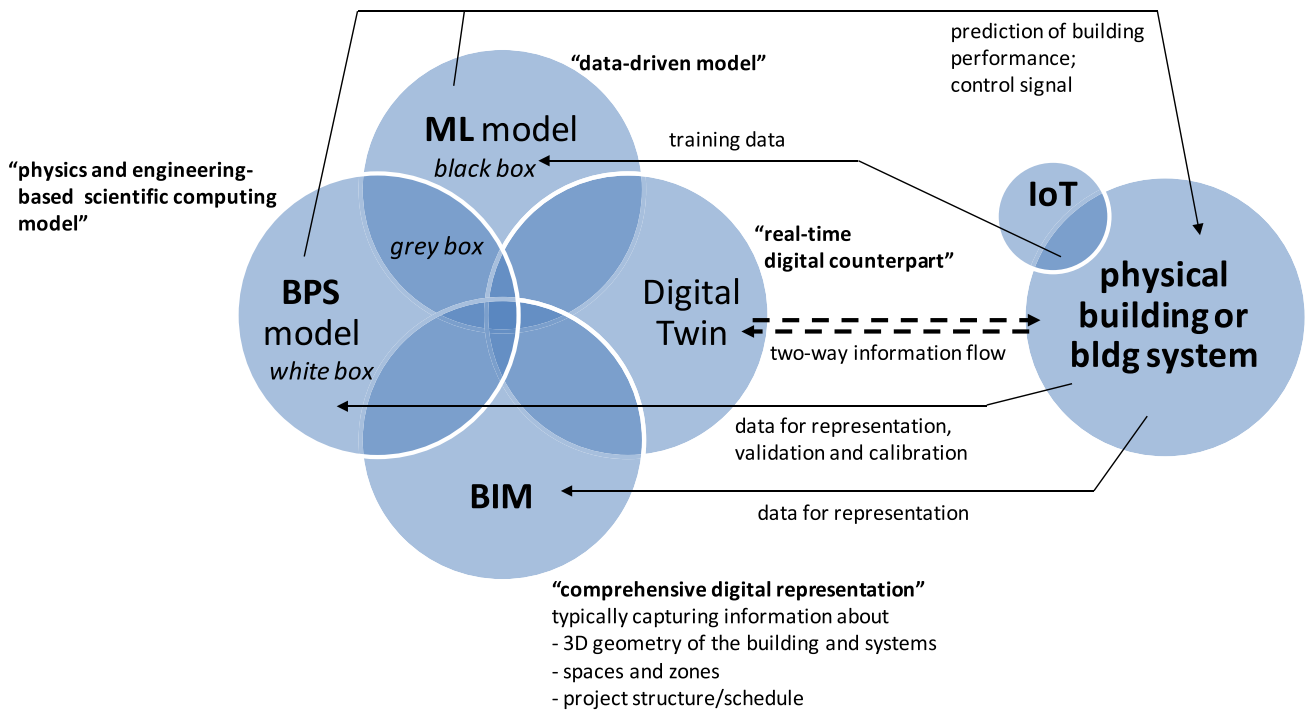 prediction of building
performance;
control signal
“data-driven model”
ML model
black box
training data
“physics and engineering-
based scientific computing
model”
IoT
grey box
“real-time
digital counterpart”
BPS
model
white box
Digital
Twin
physical
building or
bldg system
two-way information flow
data for representation,
validation and calibration
BIM
data for representation
“comprehensive digital representation”
typically capturing information about
- 3D geometry of the building and systems
- spaces and zones
- project structure/schedule